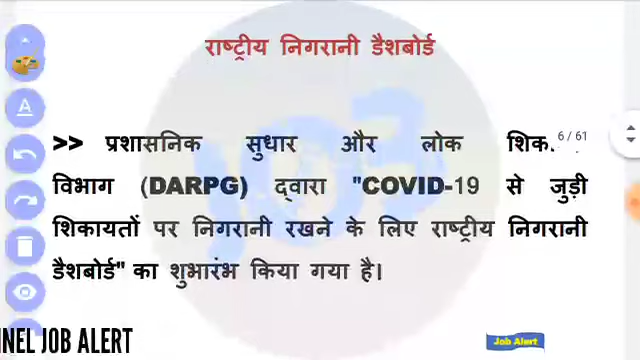 राष्ट्रीय निगरानी डैशबोर्ड
>> प्रशासनिक सुधार और लोक
6 / 61
विभाग (DARPG) द्वारा "COVID-19 से जुड़ी
शिकायतों पर निगरानी रखने के लिए राष्ट्रीय निगरानी
डैशबोर्ड" का शुभारंभ किया गया है।
NEL JOB ALERT
Job Alert